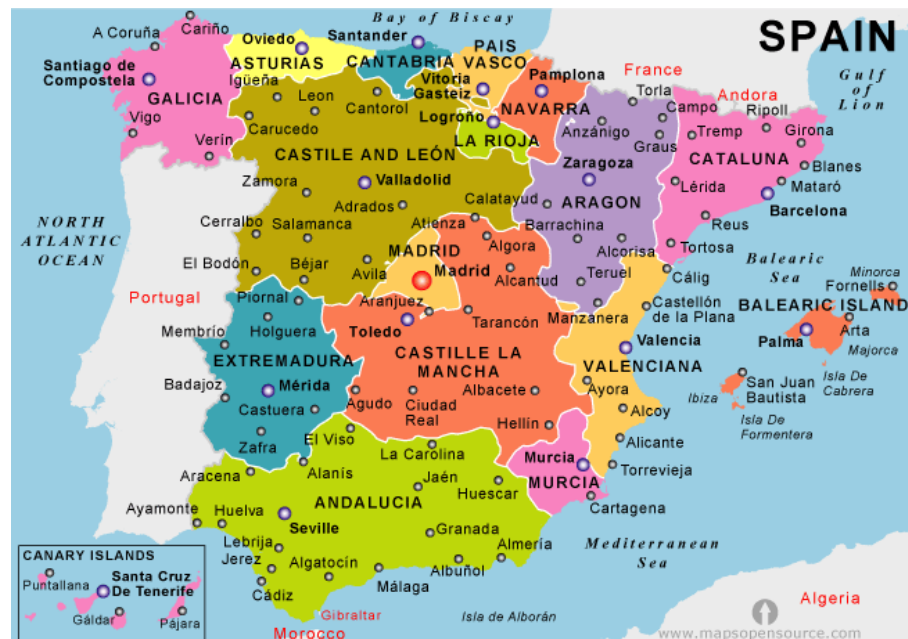 SPAIN
Bay of Biscay
Gulf
of
Lion
Cariño
A Coruña
Santiago de
Compostela
GALICIA
Vigo
Verín
Oviedo
ASTURIAS
Igüeña
Santander
CANTABRIA
PAIS
VASCO
Vitoria
Gasteiz
Pamplona
NAVARRA
Logroño
LA RIOJA
France
Andorra
Torla
Campo
Ripoll
Anzánigo
Graus
Tremp
Girona
Zaragoza
CATALUNA
Blanes
Lérida
Mataró
Barcelona
Reus
Tortosa
ARAGON
Calatayud
Barrachina
Alcorisa
Teruel
Manzanera
Leon
Cantorol
Carucedo
CASTILE AND LEÓN
Zamora
Valladolid
Adrados
Cerralbo
Salamanca
El Bodón
Béjar
Avila
Atienza
Algora
Alcantud
MADRID
Madrid
Aranjuez
Tarancón
Toledo
CASTILLE LA
MANCHA
Albacete
Agudo
Ciudad
Real
Hellín
NORTH
ATLANTIC
OCEAN
Portugal
Piornal
Holguera
Membrío
EXTREMADURA
Badajoz
Mérida
Castuera
Zafra
Cálig
Castellón
de la Plana
Valencia
VALENCIANA
Ayora
Alcoy
Alicante
Torrevieja
Balearic
Sea
Minorca
Fornells
BALEARIC ISLAND
Palma
Arta
Majorca
Isla De
Cabrera
San Juan
Bautista
Ibiza
Isla De
Formentera
Murcia
MURCIA
Cartagena
El Viso
La Carolina
Aracena
Alanís
Jaén
Huescar
ANDALUCIA
Ayamonte
Huelva
Seville
Granada
Lebrija
Jerez
Algatocín
Almería
Albuñol
Cádiz
Málaga
Gibraltar
Morocco
Isla de Alborán
Mediterranean
Sea
Algeria
CANARY ISLANDS
Puntallana
Santa Cruz
De Tenerife
Gáldar
Pájara
www.mapsopensource.com